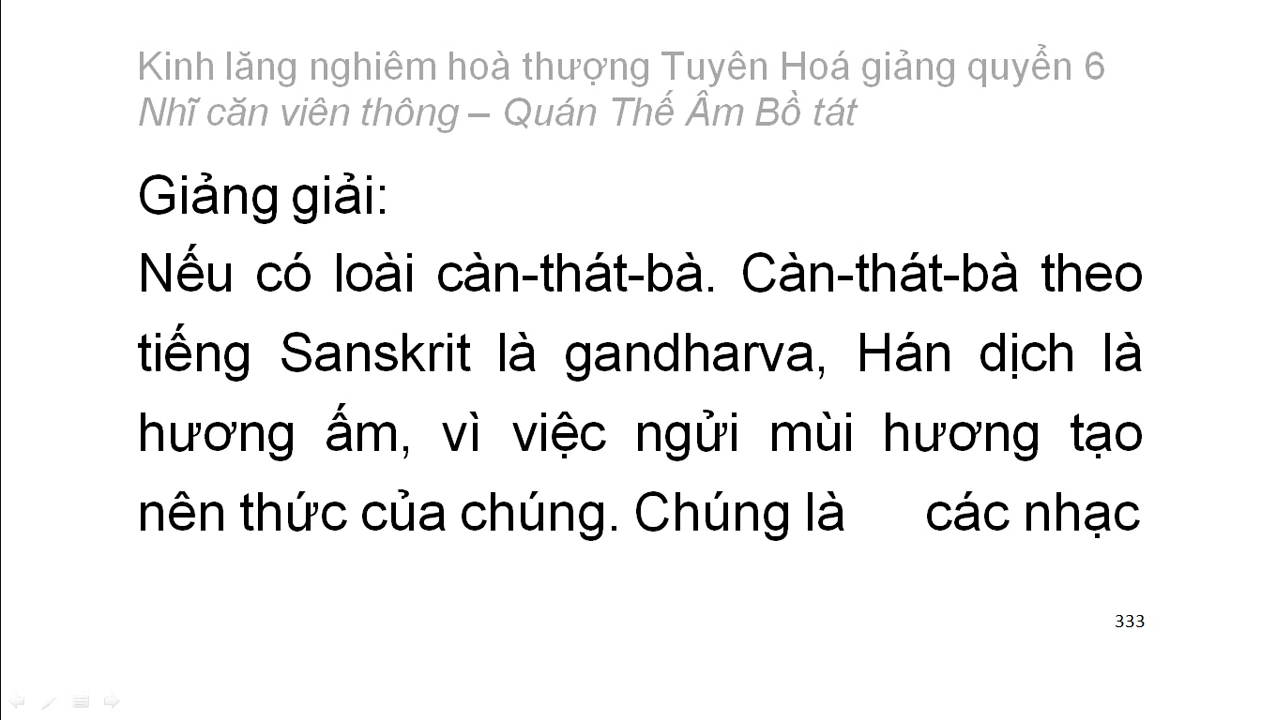 Kinh lăng nghiêm hoà thượng Tuyên Hoá giảng quyển 6
Nhĩ căn viên thông – Quán Thế Âm Bồ tát
Giảng giải:
Nếu có loài càn-thát-bà. Càn-thát-bà theo
tiếng Sanskrit là gandharva, Hán dịch là
hương ấm, vì việc ngửi mùi hương tạo
nên thức của chúng. Chúng là các nhạc
333